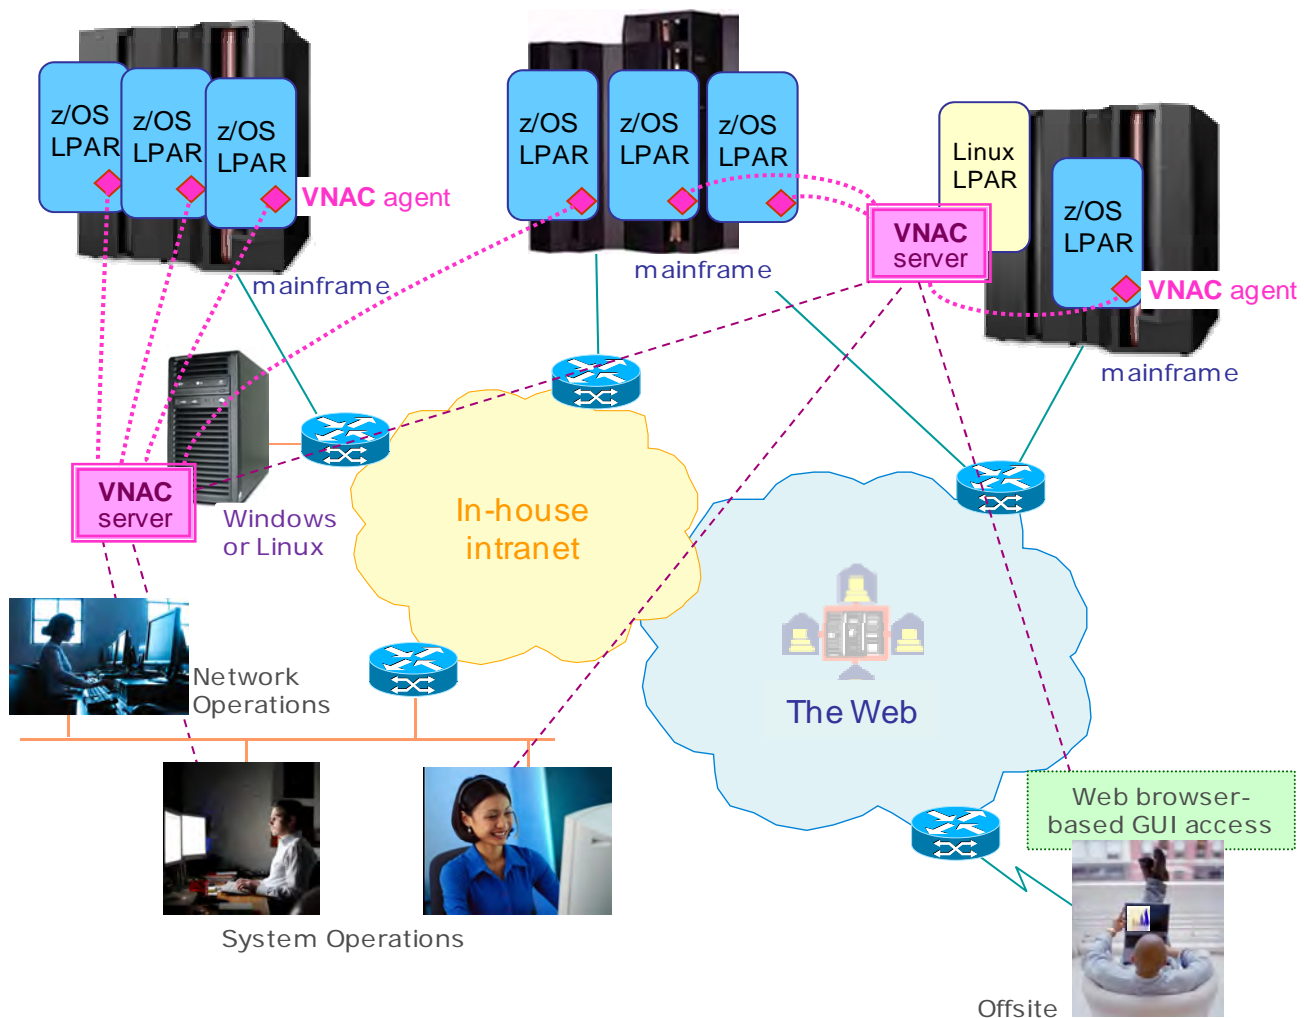 z/OS
LPAR
z/OS
LPAR
z/OS
LPAR
VNAC agent
mainframe
z/OS
LPAR
z/OS
LPAR
z/OS
LPAR
mainframe
Linux
LPAR
z/OS
LPAR
VNAC
server
VNAC agent
mainframe
VNAC
server
Windows
or Linux
In-house
intranet
The Web
Network
Operations
System Operations
Web browser-
based GUI access
Offsite